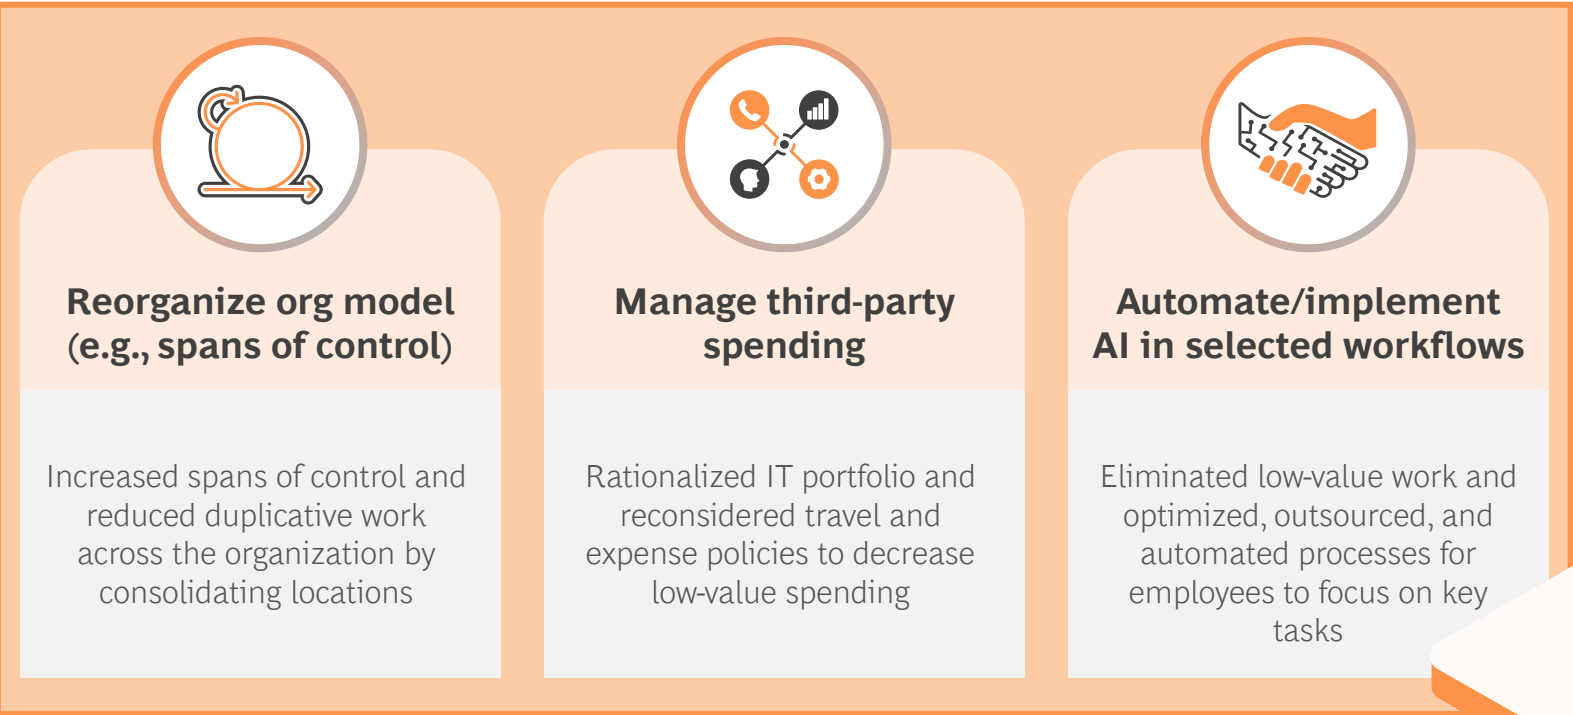 Reorganize org model
(e.g., spans of control)
Increased spans of control and
reduced duplicative work
across the organization by
consolidating locations
Manage third-party
spending
Rationalized IT portfolio and
reconsidered travel and
expense policies to decrease
low-value spending
Automate/implement
AI in selected workflows
Eliminated low-value work and
optimized, outsourced, and
automated processes for
employees to focus on key
tasks